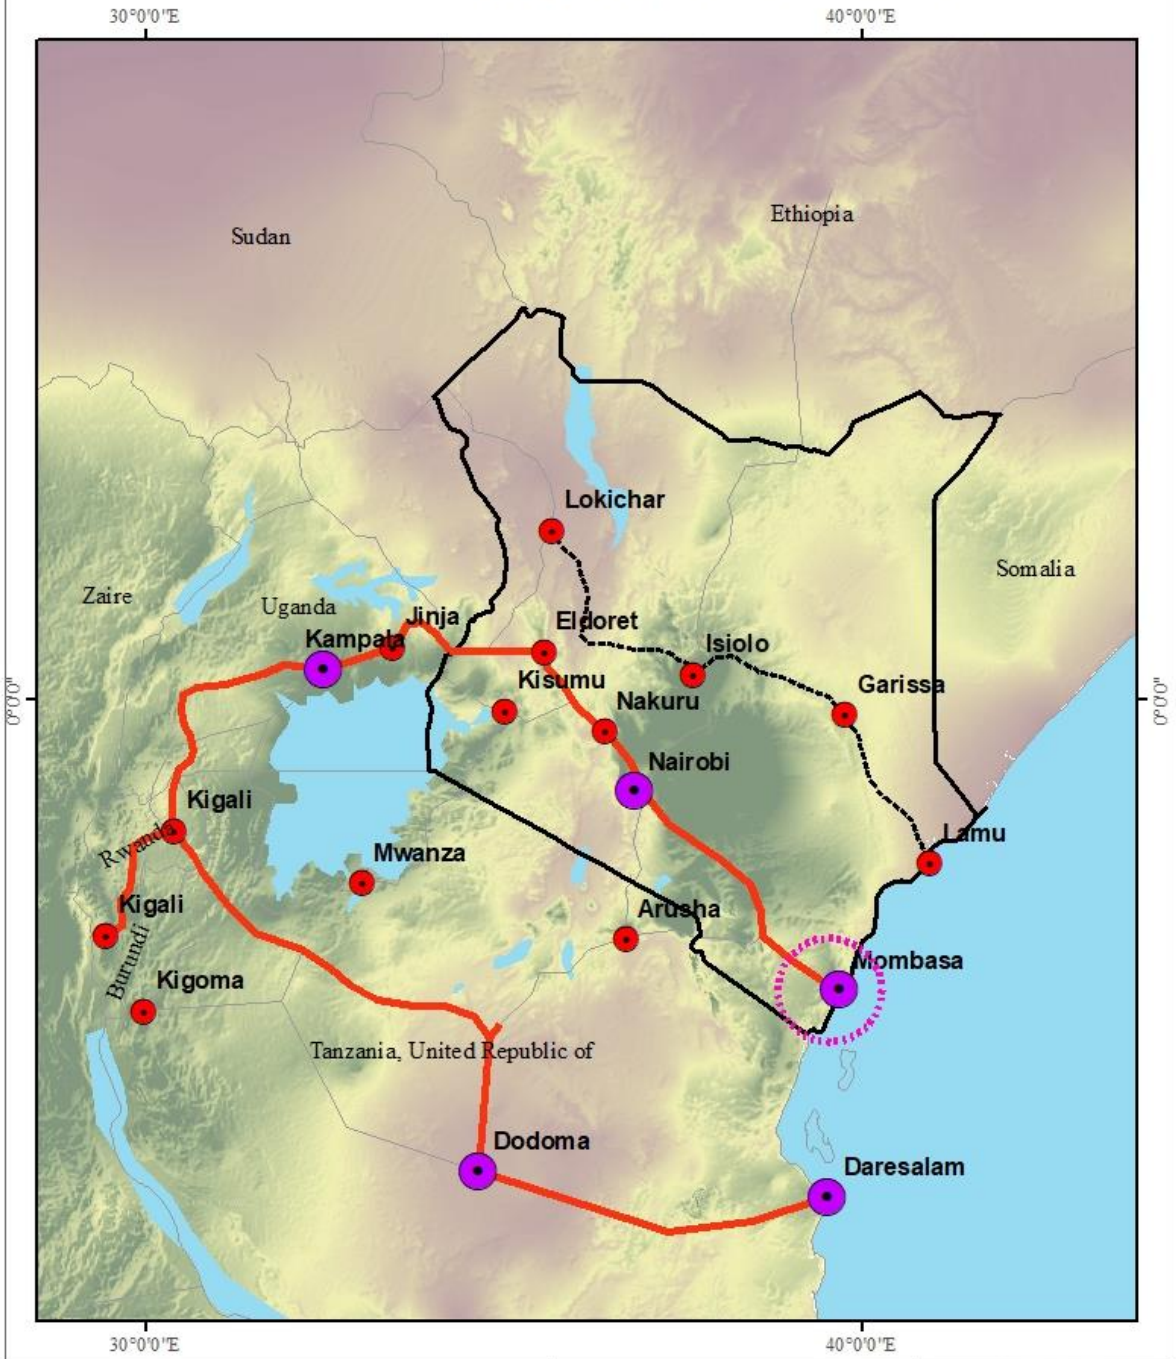 30°0'0"E
40°0'0"E
Sudan
Ethiopia
Lokichar
Somalia
Zaire
Uganda
Jinja
Eldoret
Kampala
Isiolo
Kisumu
Garissa
0°0'0"
Nakuru
0°0'0"
Nairobi
Kigali
Rwanda
Lamu
Mwanza
Kigali
Arusha
Burundi
Mombasa
Kigoma
Tanzania, United Republic of
Dodoma
Daresalam
30°0'0"E
40°0'0"E